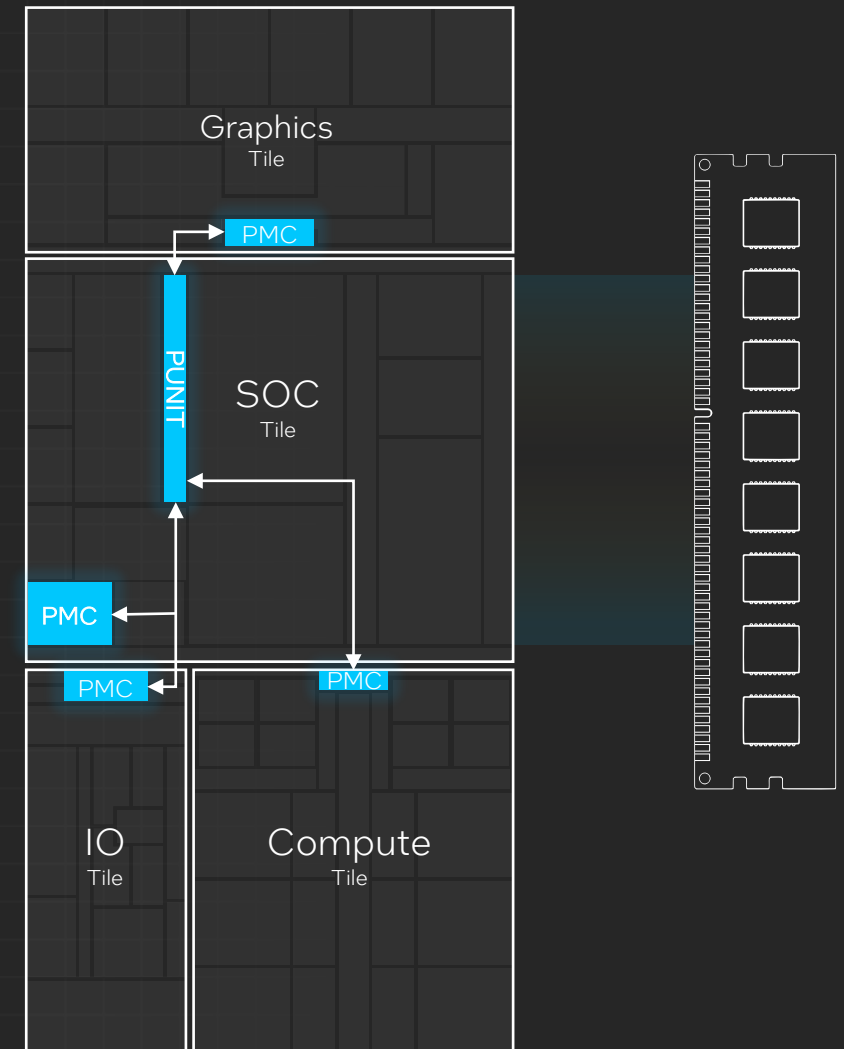 Graphics
Tile
PMC
PUNIT
SOC
Tile
PMC
PMC
PMC
IO
Tile
Compute
Tile